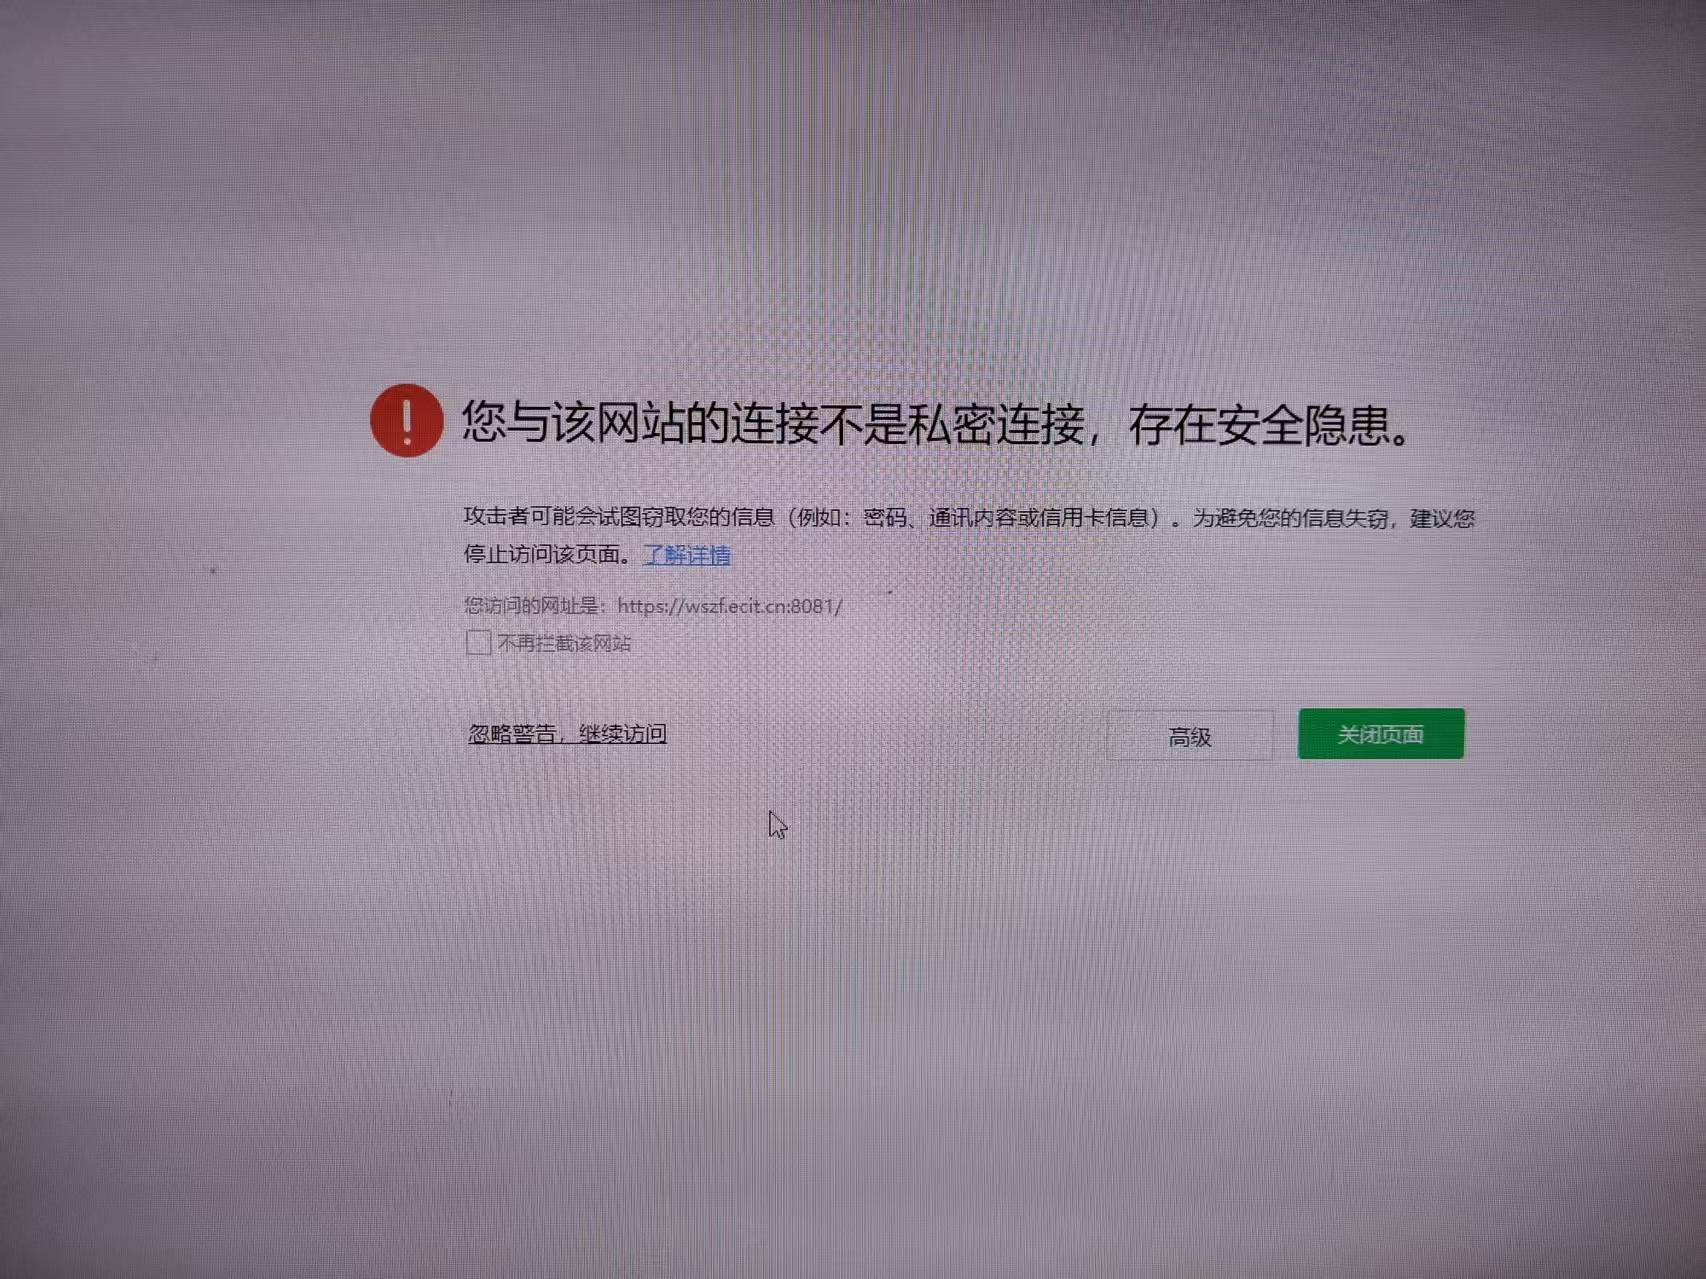 您与该网站的连接不是私密连接，存在安全隐患。
攻击者可能会试图窃取您的信息（例如：密码、通讯内容或信用卡信息）。为避免您的信息失窃，建议您
停止访问该页面。了解详情
您访问的网址是：https://wszf.ecit.cn:8081/
不再拦截该网站
忽略警告，继续访问
高级
关闭页面